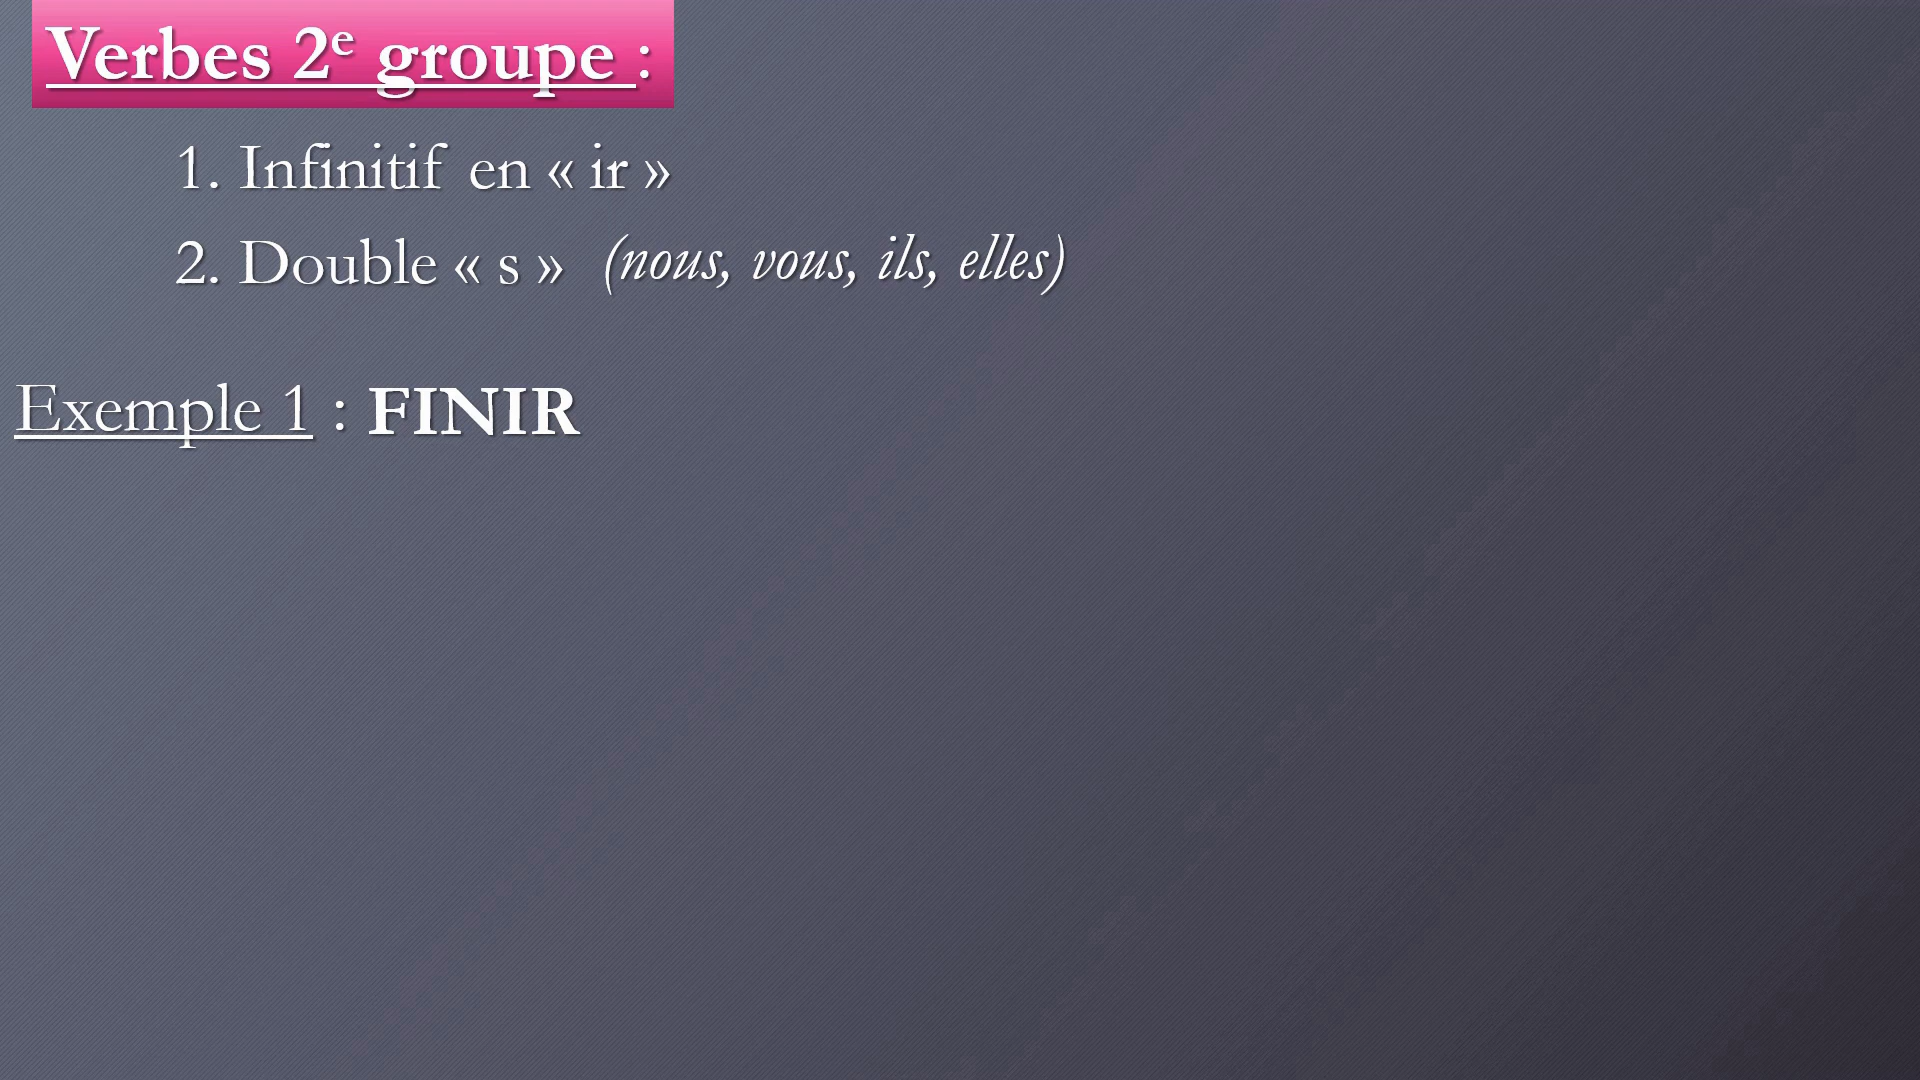 Verbes 2e groupe :
1. Infinitif en « ir »
2. Double « s » (nous, vous, ils, elles)
Exemple 1 : FINIR